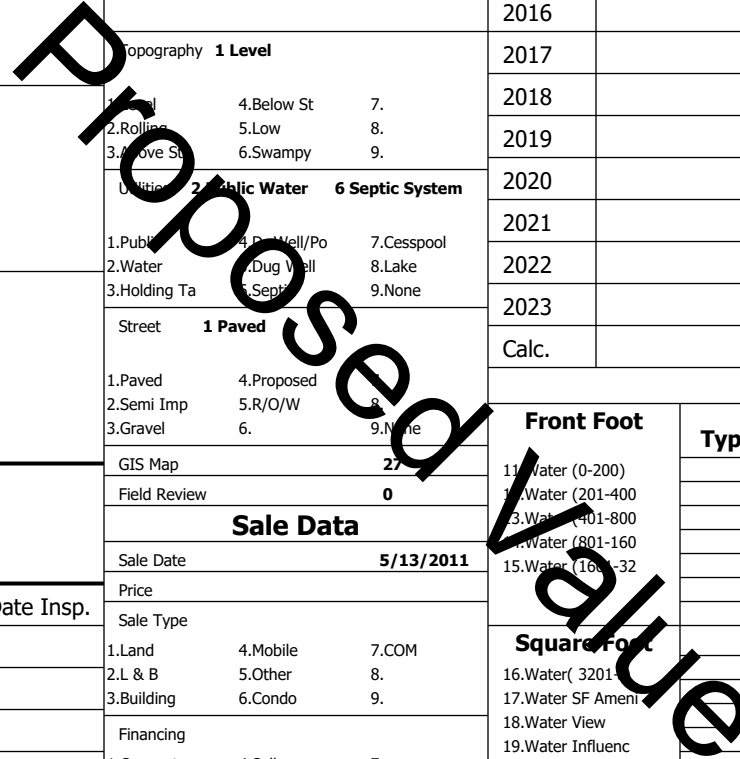 Topography 1 Level
4.Below St 7.
2.Rolling 5.Low 8.
3.Above St 6.Swampy 9.
Utilities 2 Public Water 6 Septic System
4.Dr Well/Po 7.Cesspool
2.Water 5.Dug Well 8.Lake
3.Holding Ta 6.Septic 9.None
Street 1 Paved
1.Paved 4.Proposed
2.Semi Imp 5.R/O/W 8.
3.Gravel 6. 9.None
GIS Map 27
Field Review 0
Sale Data
Sale Date 5/13/2011
Price
Sale Type
1.Land 4.Mobile 7.COM
2.L & B 5.Other 8.
3.Building 6.Condo 9.
Financing
Date Insp.
2016
2017
2018
2019
2020
2021
2022
2023
Calc.
Front Foot
Typ
11.Water (0-200)
12.Water (201-400
13.Water (401-800
14.Water (801-160
15.Water (1601-32
Square Foot
16.Water( 3201-
17.Water SF Ameni
18.Water View
19.Water Influenc
Proposed Value